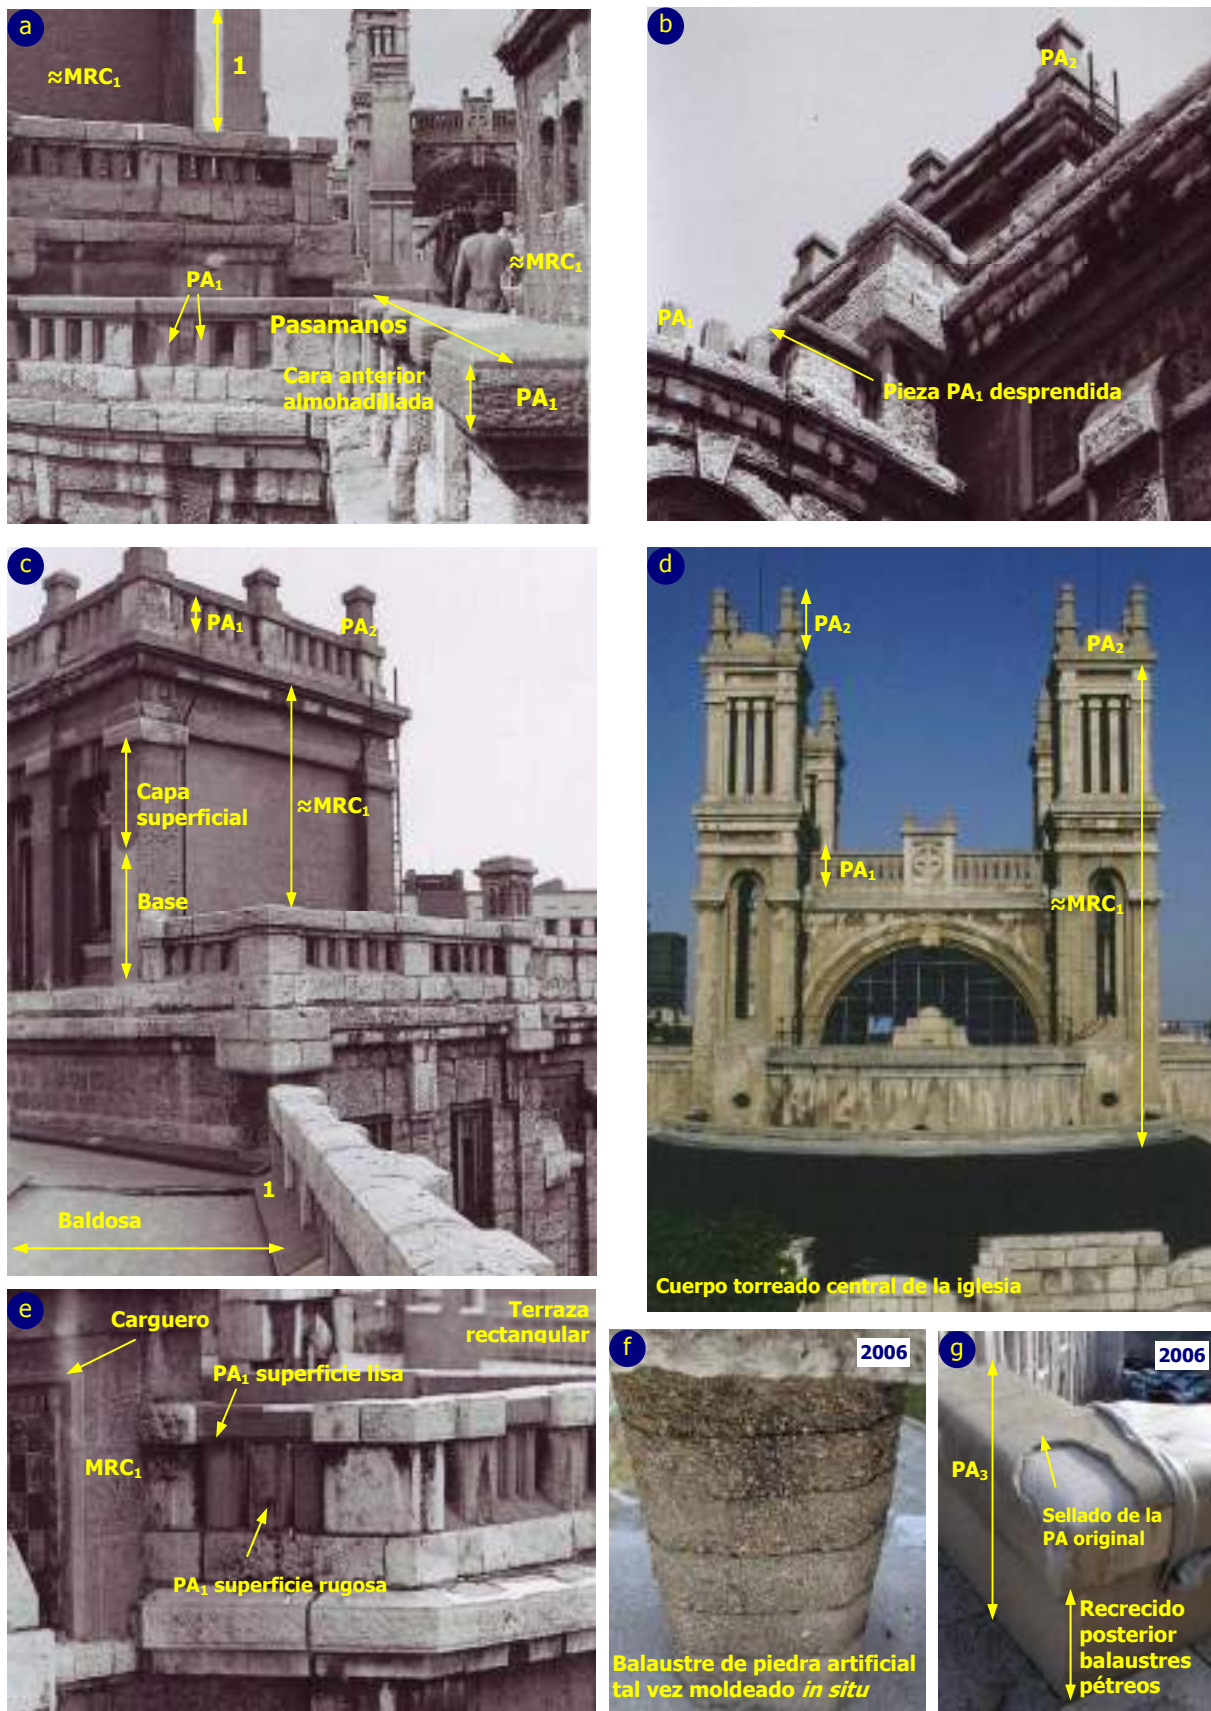 a
1
≈MRC₁
≈MRC₁
PA₁
Pasamanos
Cara anterior
almohadillada
PA₁
b
PA₂
PA₁
Pieza PA₁ desprendida
c
PA₁
PA₂
Capa
superficial
≈MRC₁
Base
1
Baldosa
d
PA₂
PA₂
PA₁
≈MRC₁
Cuerpo torreado central de la iglesia
e
Carguero
Terraza
rectangular
PA₁ superficie lisa
MRC₁
PA₁ superficie rugosa
f
2006
Balaustre de piedra artificial
tal vez moldeado in situ
g
2006
PA₃
Sellado de la
PA original
Recrecido
posterior
balaustres
pétreos